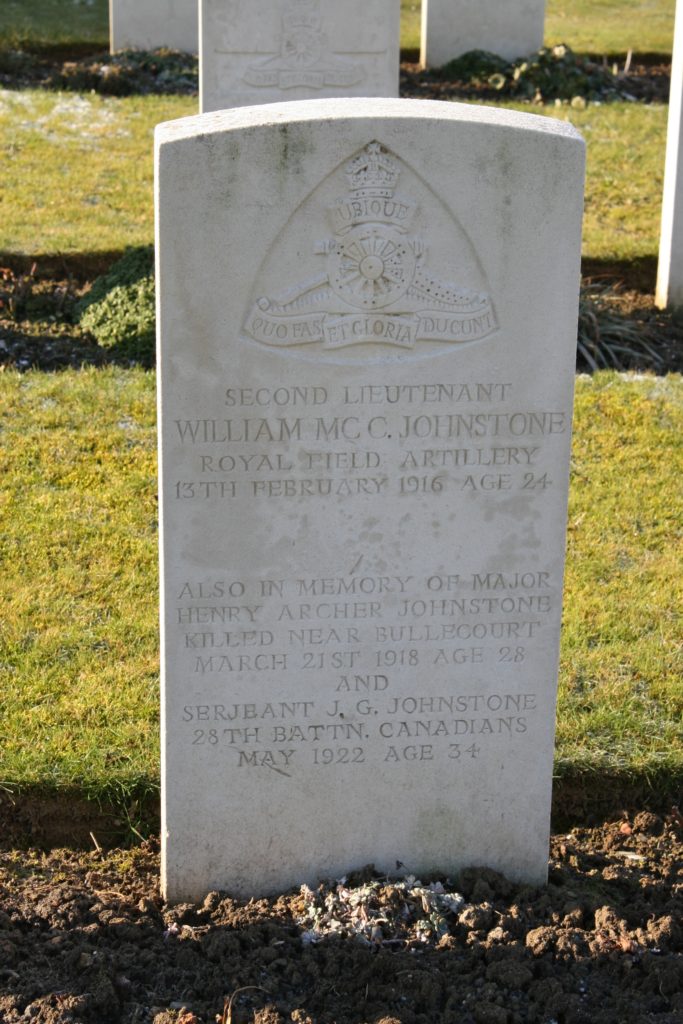 UBIQUE
QUO FAS ET GLORIA DUCUNT
SECOND LIEUTENANT
WILLIAM MC C. JOHNSTONE
ROYAL FIELD ARTILLERY
13TH FEBRUARY 1916 AGE 24
ALSO IN MEMORY OF MAJOR
HENRY ARCHER JOHNSTONE
KILLED NEAR BULLECOURT
MARCH 21ST 1918 AGE 28
AND
SERJEANT J. G. JOHNSTONE
28TH BATTN. CANADIANS
MAY 1922 AGE 34